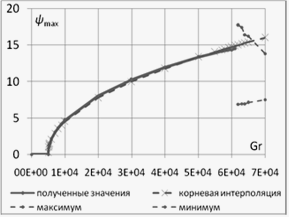 ψmax
20
15
10
5
0
Gr
00E+00 1E+04 2E+04 3E+04 4E+04 5E+04 6E+04 7E+04
полученные значения корневая интерполяция
максимум минимум